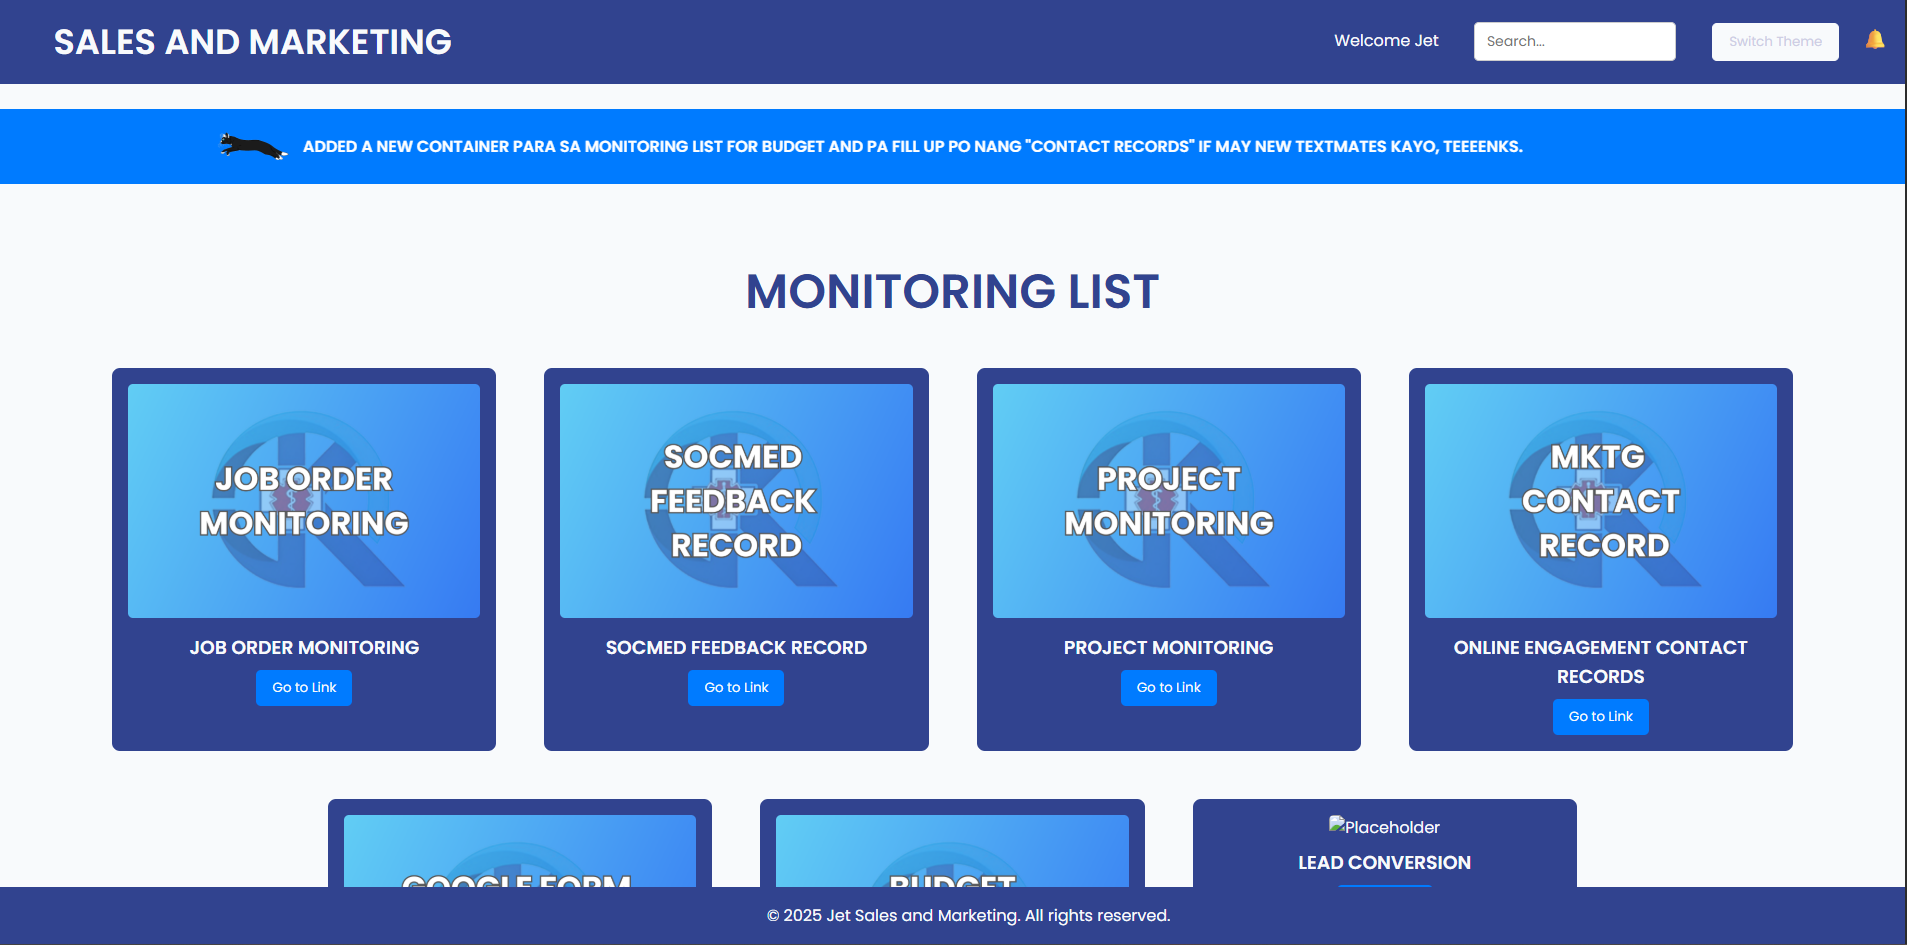 SALES AND MARKETING
Welcome Jet
Search...
Switch Theme
ADDED A NEW CONTAINER PARA SA MONITORING LIST FOR BUDGET AND PA FILL UP PO NANG "CONTACT RECORDS" IF MAY NEW TEXTMATES KAYO, TEEEENKS.
MONITORING LIST
JOB ORDER
MONITORING
JOB ORDER MONITORING
Go to Link
SOCMED
FEEDBACK
RECORD
SOCMED FEEDBACK RECORD
Go to Link
PROJECT
MONITORING
PROJECT MONITORING
Go to Link
MKTG
CONTACT
RECORD
ONLINE ENGAGEMENT CONTACT
RECORDS
Go to Link
GOOGLE FORM
BUDGET
Placeholder
LEAD CONVERSION
© 2025 Jet Sales and Marketing. All rights reserved.